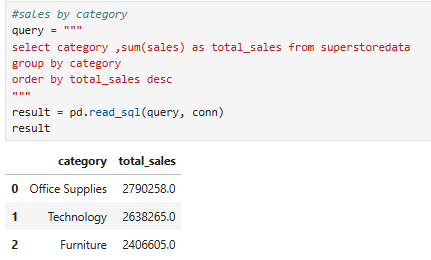 #sales by category
query = """
select category ,sum(sales) as total_sales from superstoredata
group by category
order by total_sales desc
"""
result = pd.read_sql(query, conn)
result
category total_sales
0 Office Supplies 2790258.0
1 Technology 2638265.0
2 Furniture 2406605.0